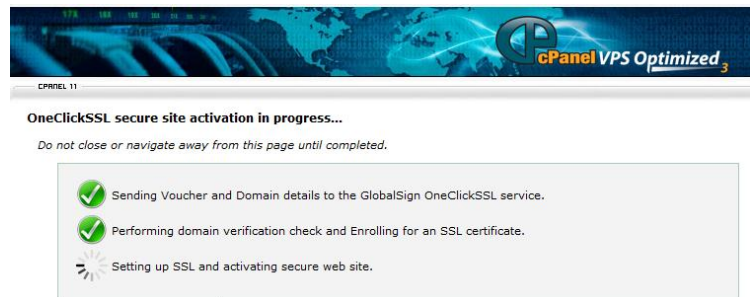 cPanel VPS Optimized 3
CPANEL 11
OneClickSSL secure site activation in progress...
Do not close or navigate away from this page until completed.
Sending Voucher and Domain details to the GlobalSign OneClickSSL service.
Performing domain verification check and Enrolling for an SSL certificate.
Setting up SSL and activating secure web site.